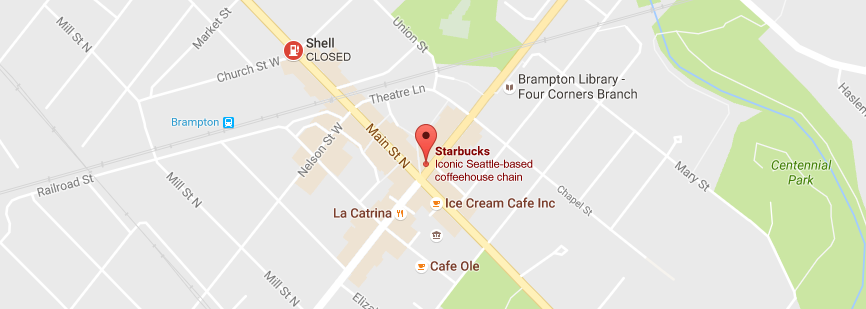 Mill St N
Market St
Union St
Shell
CLOSED
Church St W
Theatre Ln
Brampton Library -
Four Corners Branch
Brampton
Nelson St W
Main St N
Starbucks
Iconic Seattle-based
coffeehouse chain
Railroad St
Mill St N
Mary St
Centennial
Park
Chapel St
La Catrina
Ice Cream Cafe Inc
Cafe Ole
Mill St N